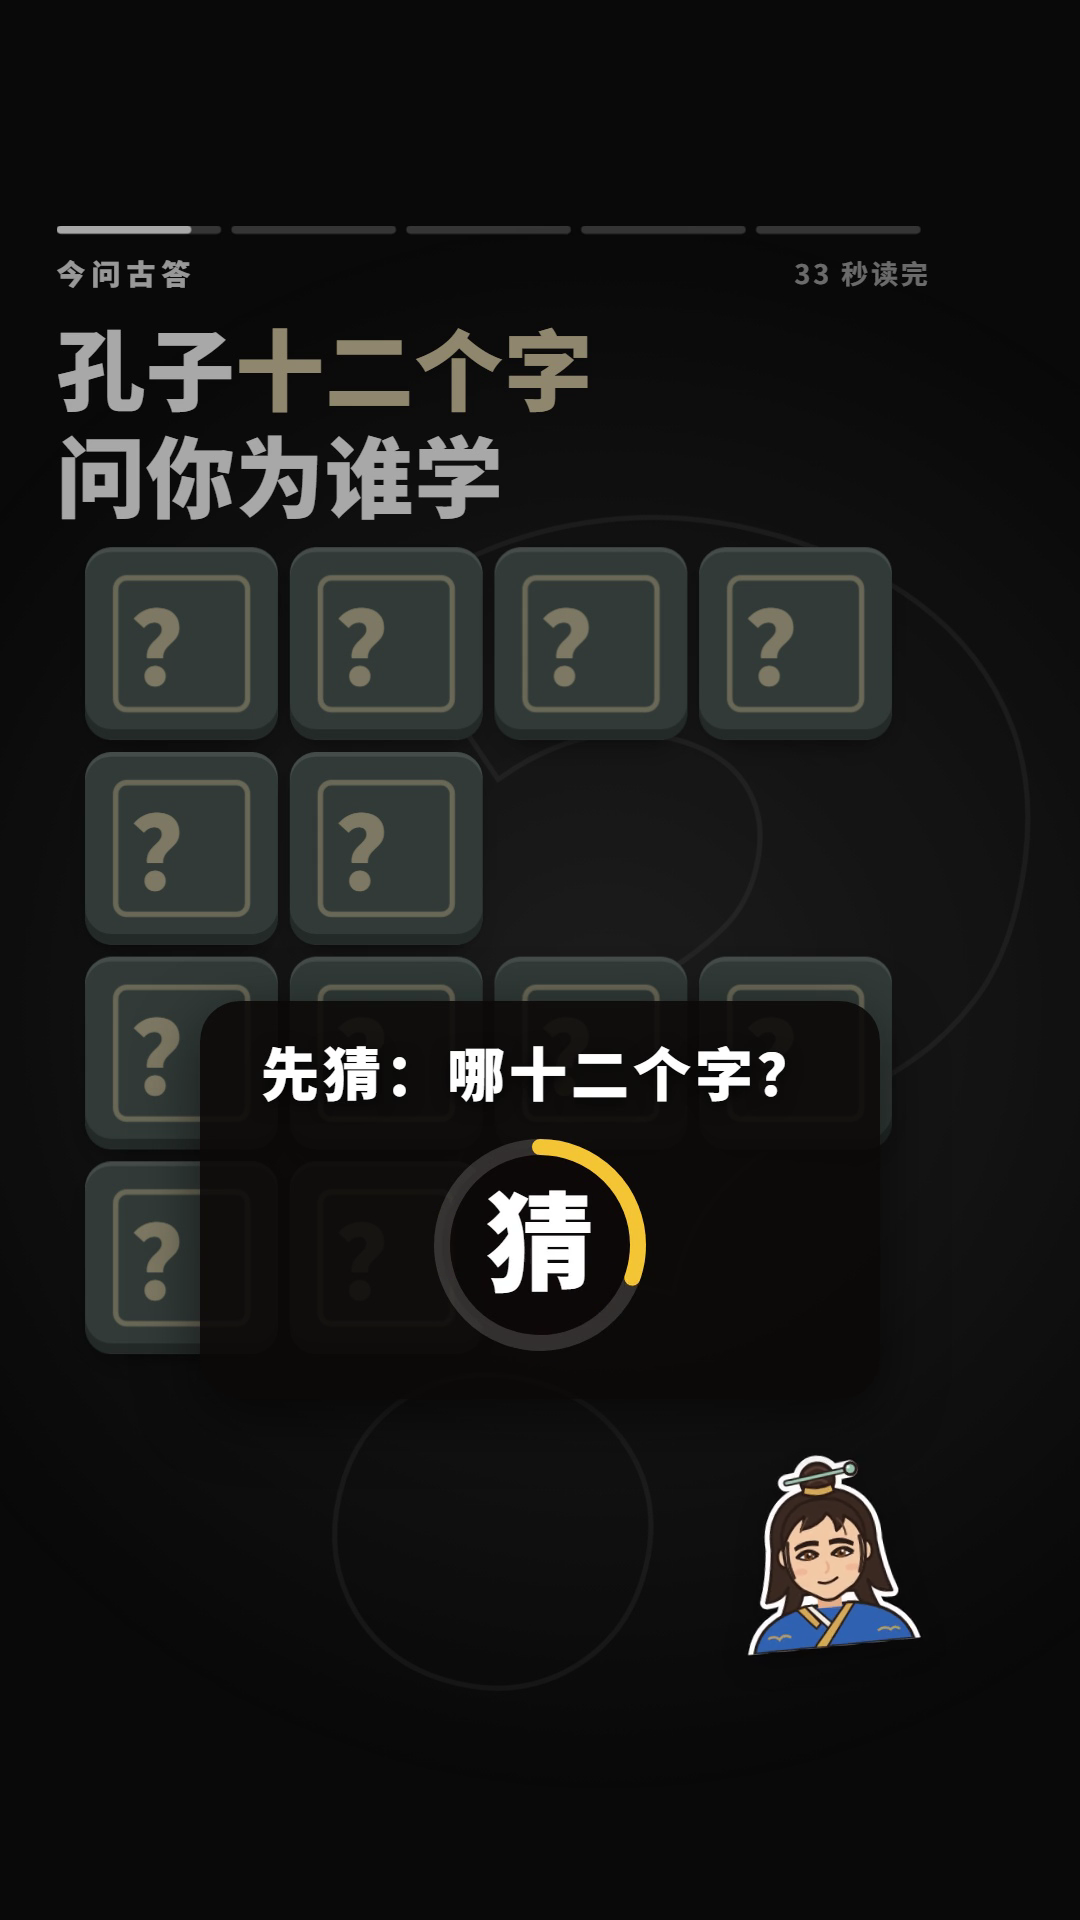 今问古答
33 秒读完
孔子十二个字
问你为谁学
? ? ? ?
? ?
? ? ? ?
? ?
先猜：哪十二个字？
猜